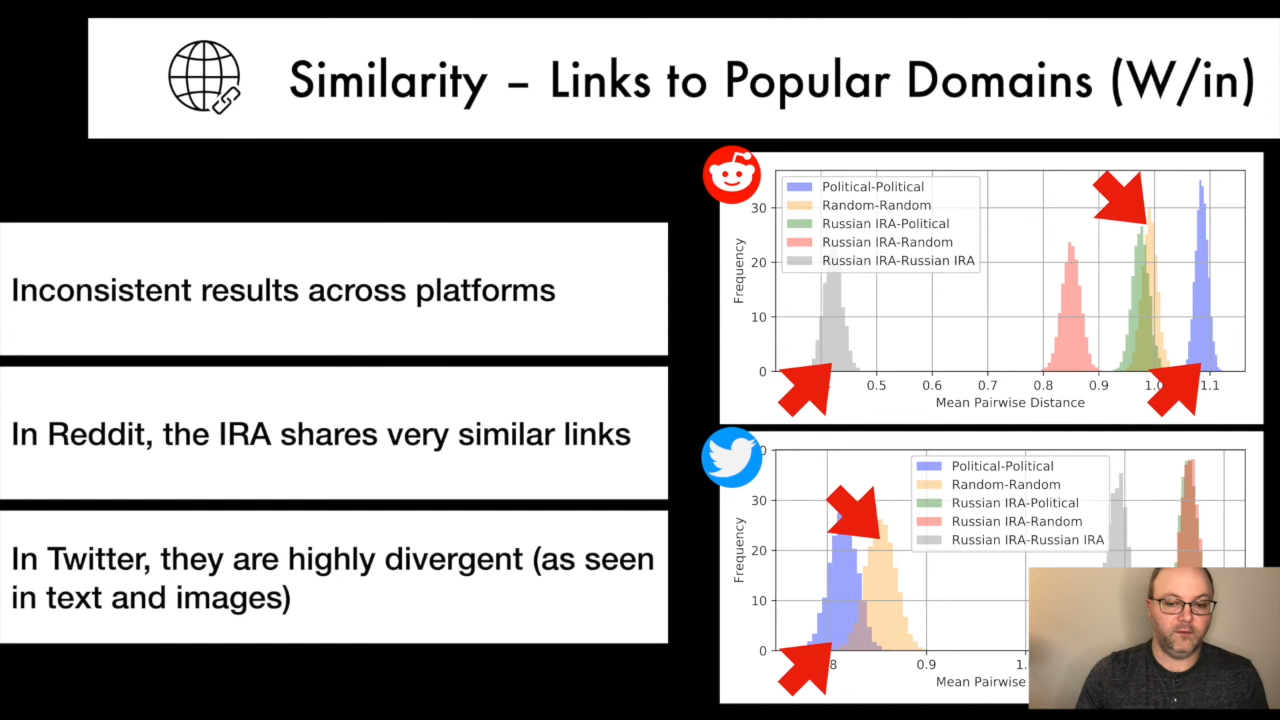 Similarity – Links to Popular Domains (W/in)
Inconsistent results across platforms
In Reddit, the IRA shares very similar links
In Twitter, they are highly divergent (as seen
in text and images)
Political-Political
Random-Random
Russian IRA-Political
Russian IRA-Random
Russian IRA-Russian IRA
Frequency
30
20
10
0
0.5 0.6 0.7 0.8 0.9 1.0 1.1
Mean Pairwise Distance
Political-Political
Random-Random
Russian IRA-Political
Russian IRA-Random
Russian IRA-Russian IRA
Frequency
30
20
10
0
0.9
Mean Pairwise